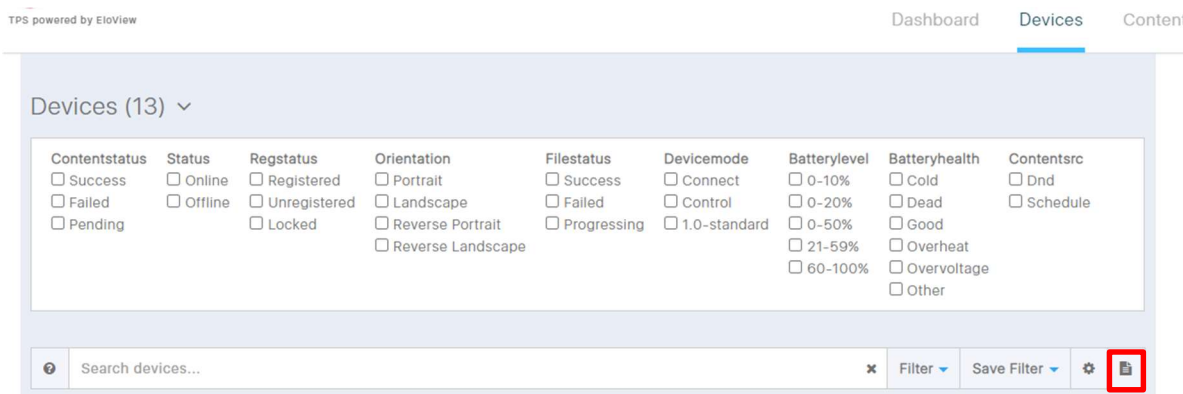 TPS powered by EloView
Dashboard Devices Conten
Devices (13)
Contentstatus Status Regstatus Orientation Filestatus Devicemode Batterylevel Batteryhealth Contentsrc
Success Online Registered Portrait Success Connect 0-10% Cold Dnd
Failed Offline Unregistered Landscape Failed Control 0-20% Dead Schedule
Pending Locked Reverse Portrait Progressing 1.0-standard 0-50% Good
Reverse Landscape 21-59% Overheat
60-100% Overvoltage
Other
? Search devices... Filter Save Filter